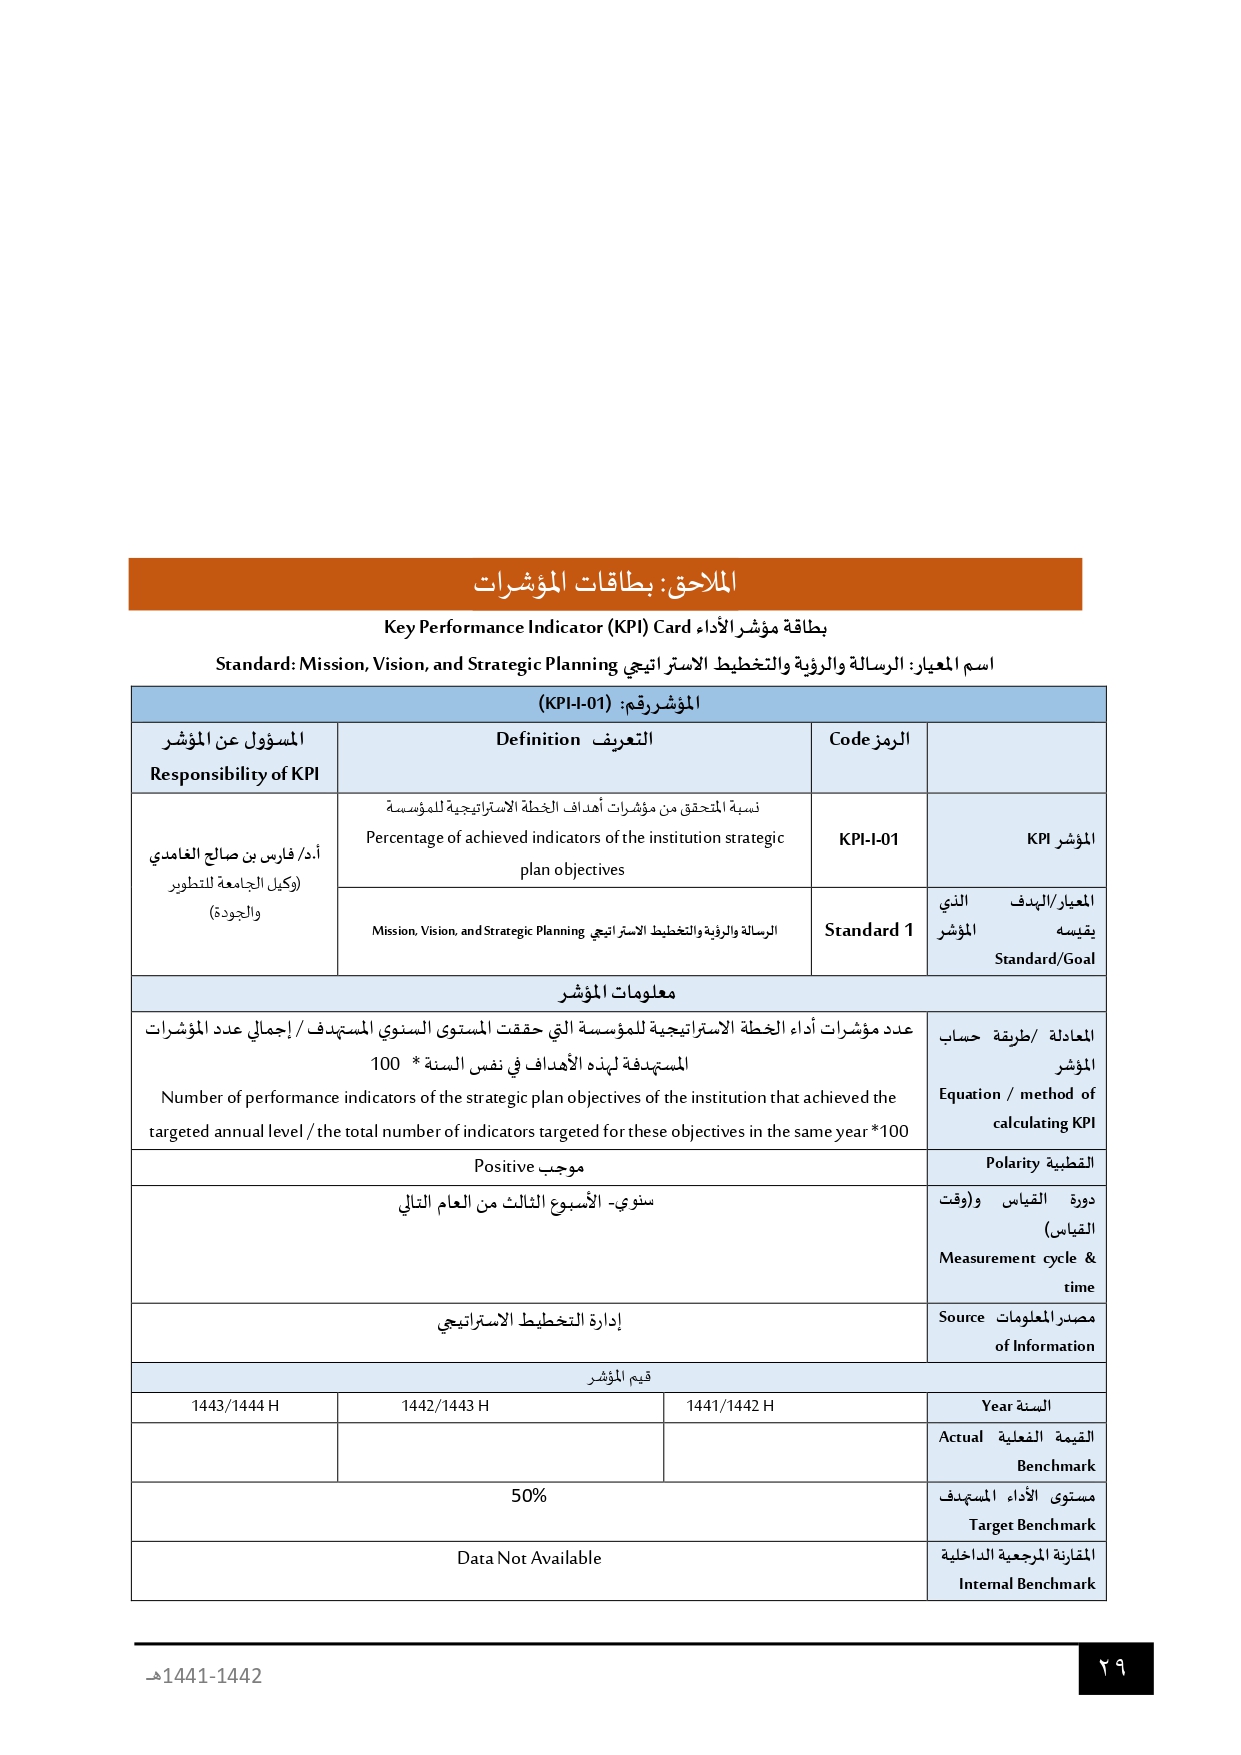 الملاحق: بطاقات المؤشرات
بطاقة مؤشر الأداء Key Performance Indicator (KPI) Card
اسم المعيار: الرسالة والرؤية والتخطيط الاستراتيجي Standard: Mission, Vision, and Strategic Planning
المؤشر رقم: (KPI-I-01)
الرمز Code
التعريف Definition
المسؤول عن المؤشر
Responsibility of KPI
المؤشر KPI
KPI-I-01
نسبة المتحقق من مؤشرات أهداف الخطة الاستراتيجية للمؤسسة
Percentage of achieved indicators of the institution strategic
plan objectives
أ.د/ فارس بن صالح الغامدي
(وكيل الجامعة للتطوير
والجودة)
المعيار/الهدف الذي
يقيسه المؤشر
Standard/Goal
Standard 1
الرسالة والرؤية والتخطيط الاستراتيجي Mission, Vision, and Strategic Planning
معلومات المؤشر
المعادلة /طريقة حساب
المؤشر
Equation / method of
calculating KPI
عدد مؤشرات أداء الخطة الاستراتيجية للمؤسسة التي حققت المستوى السنوي المستهدف / إجمالي عدد المؤشرات
المستهدفة لهذه الأهداف في نفس السنة * 100
Number of performance indicators of the strategic plan objectives of the institution that achieved the
targeted annual level / the total number of indicators targeted for these objectives in the same year *100
القطبية Polarity
موجب Positive
دورة القياس و(وقت
القياس)
Measurement cycle &
time
سنوي- الأسبوع الثالث من العام التالي
مصدر المعلومات Source
of Information
إدارة التخطيط الاستراتيجي
قيم المؤشر
السنة Year
1441/1442 H
1442/1443 H
1443/1444 H
القيمة الفعلية Actual
Benchmark
مستوى الأداء المستهدف
Target Benchmark
50%
المقارنة المرجعية الداخلية
Internal Benchmark
Data Not Available
1441-1442هـ
٢٩